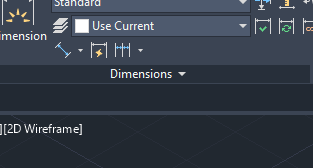 Standard
imension
Use Current
Dimensions
][2D Wireframe]